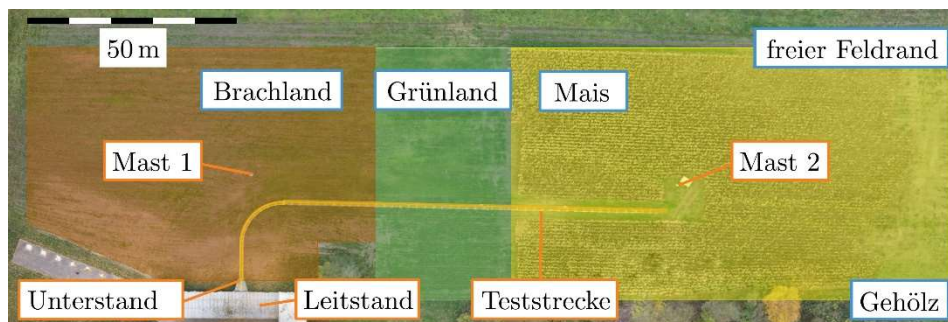 50 m
freier Feldrand
Brachland
Grünland
Mais
Mast 1
Mast 2
Unterstand
Leitstand
Teststrecke
Gehölz